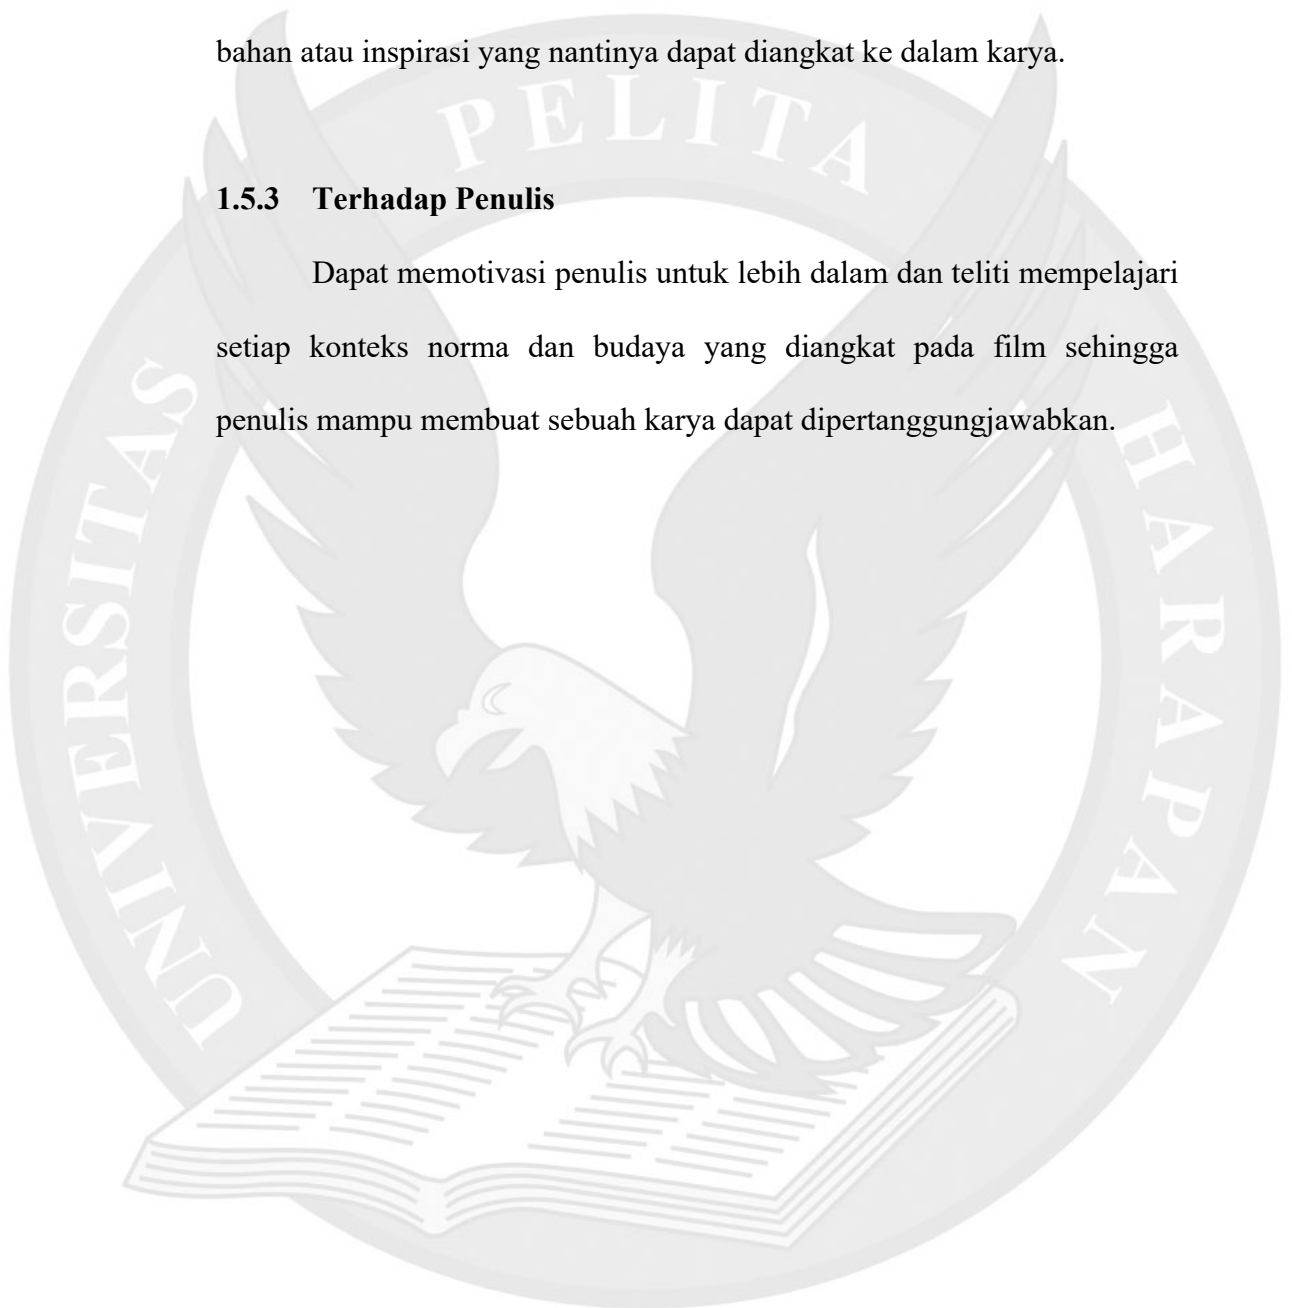 bahan atau inspirasi yang nantinya dapat diangkat ke dalam karya.
PELITA
1.5.3 Terhadap Penulis
Dapat memotivasi penulis untuk lebih dalam dan teliti mempelajari
setiap konteks norma dan budaya yang diangkat pada film sehingga
penulis mampu membuat sebuah karya dapat dipertanggungjawabkan.
UNIVERSITAS
HARAPAN